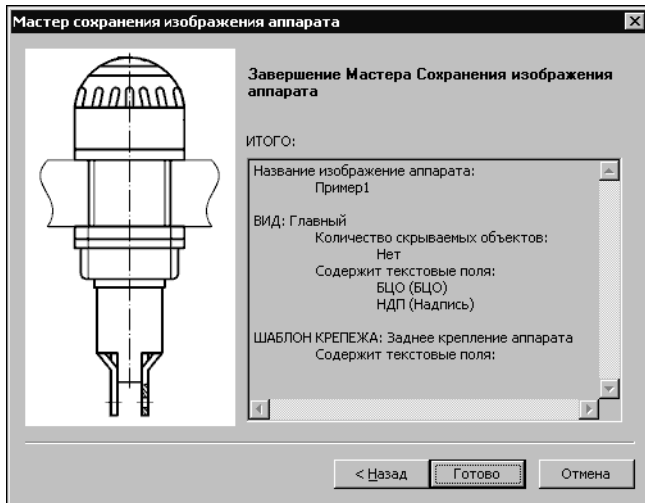 Мастер сохранения изображения аппарата
Завершение Мастера Сохранения изображения
аппарата
ИТОГО:
Название изображение аппарата:
Пример1
ВИД: Главный
Количество скрываемых объектов:
Нет
Содержит текстовые поля:
БЦО (БЦО)
НДП (Надпись)
ШАБЛОН КРЕПЕЖА: Заднее крепление аппарата
Содержит текстовые поля:
< Назад
Готово
Отмена